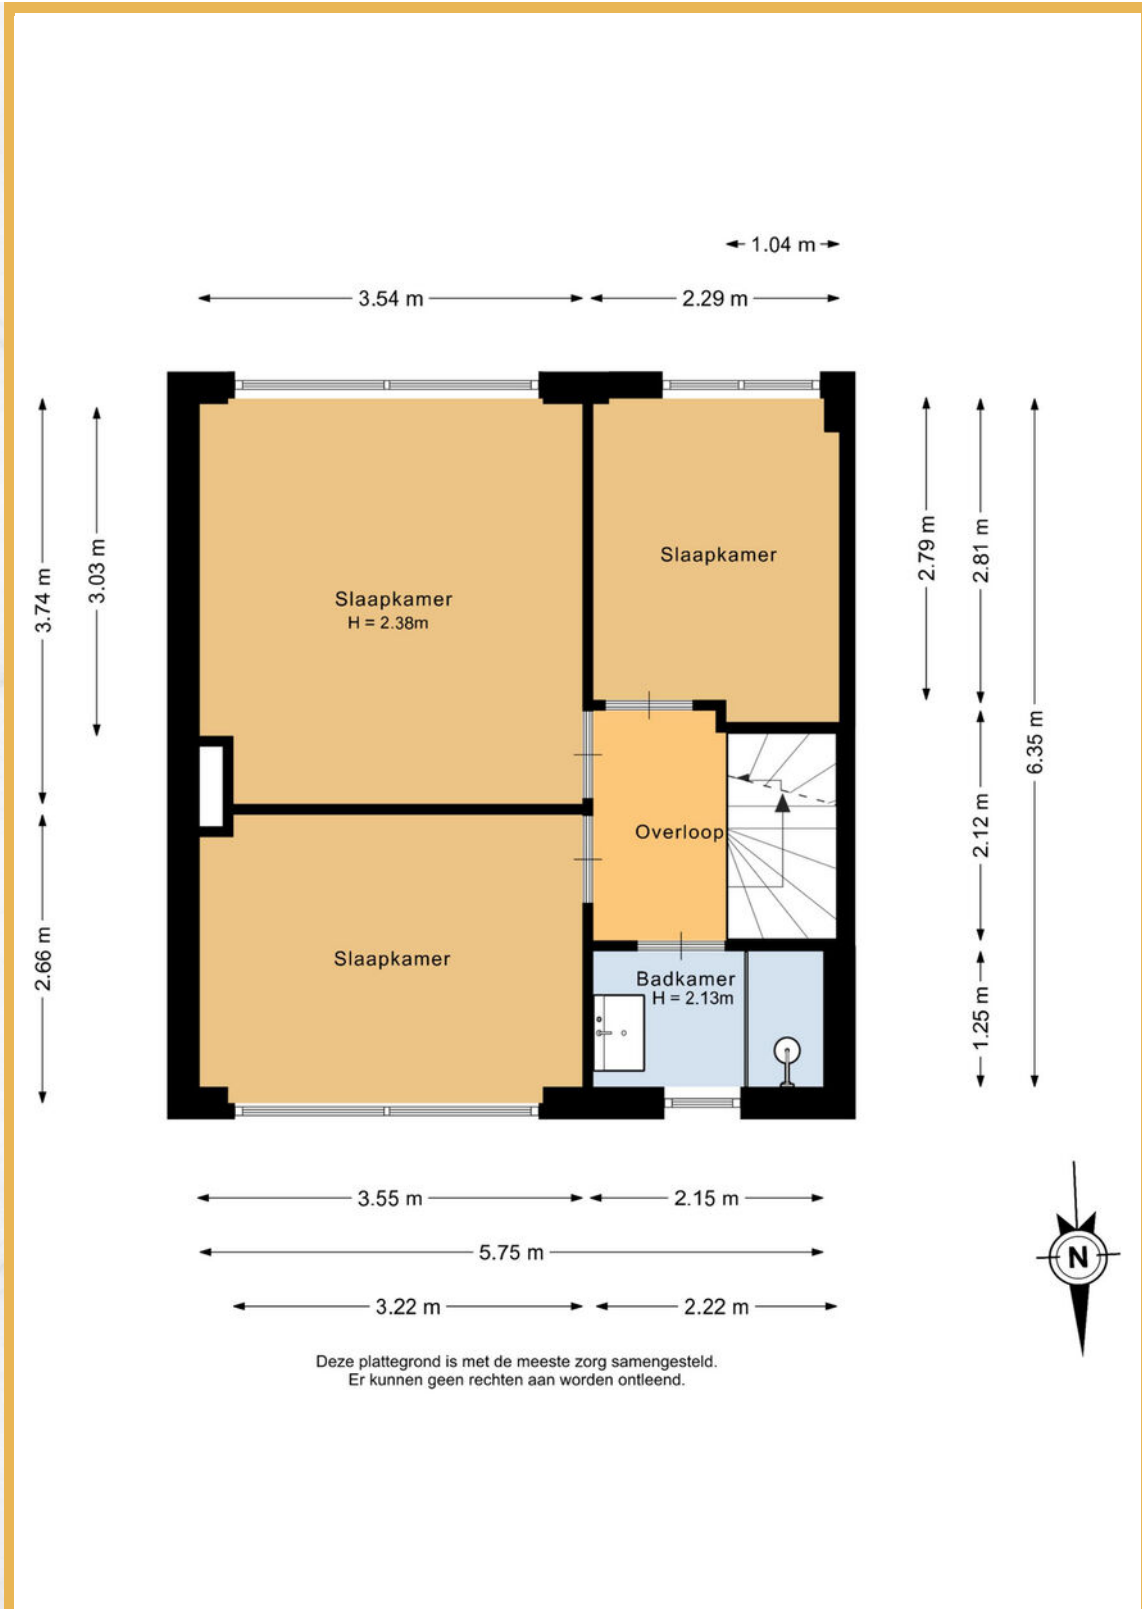 1.04 m
3.54 m
2.29 m
3.74 m
3.03 m
2.79 m
2.81 m
6.35 m
Slaapkamer
Slaapkamer
H = 2.38m
2.12 m
Overloop
2.66 m
Slaapkamer
Badkamer
H = 2.13m
1.25 m
3.55 m
2.15 m
5.75 m
N
3.22 m
2.22 m
Deze plattegrond is met de meeste zorg samengesteld.
Er kunnen geen rechten aan worden ontleend.